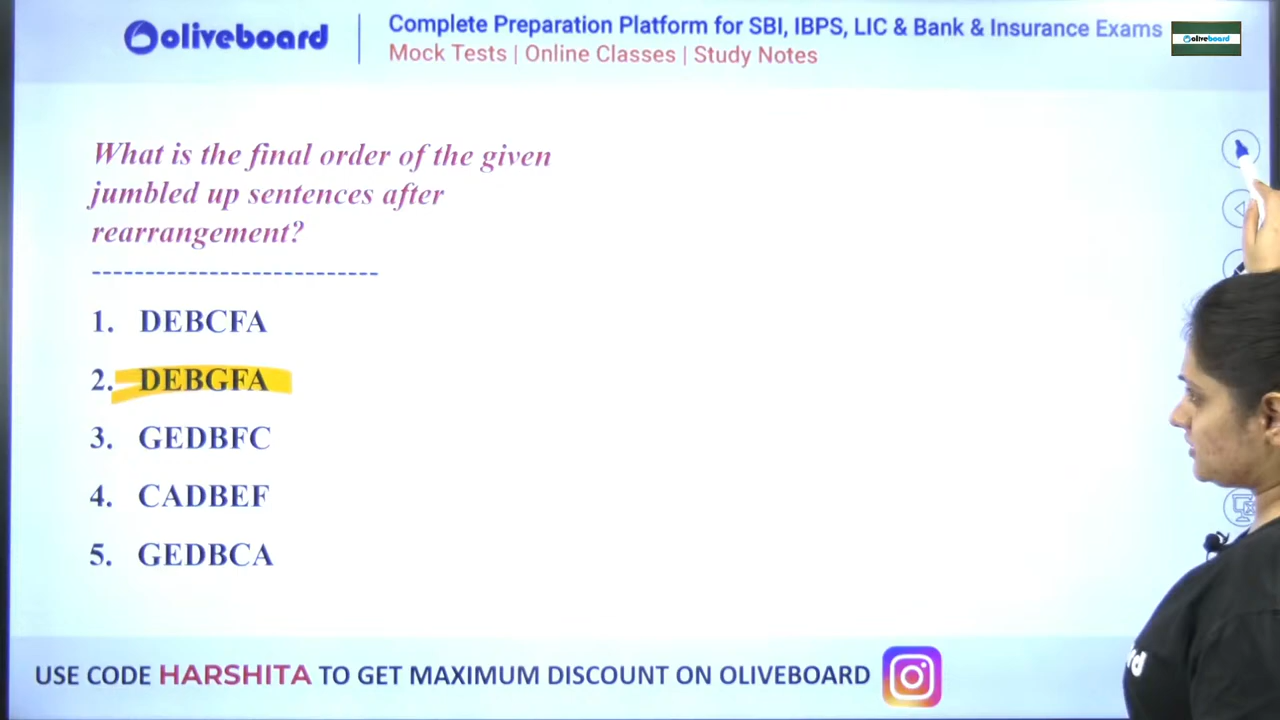 oliveboard
Complete Preparation Platform for SBI, IBPS, LIC & Bank & Insurance Exams
Mock Tests | Online Classes | Study Notes
oliveboard
What is the final order of the given
jumbled up sentences after
rearrangement?
---------------------------
1. DEBCFA
2. DEBGFA
3. GEDBFC
4. CADBEF
5. GEDBCA
USE CODE HARSHITA TO GET MAXIMUM DISCOUNT ON OLIVEBOARD
rd